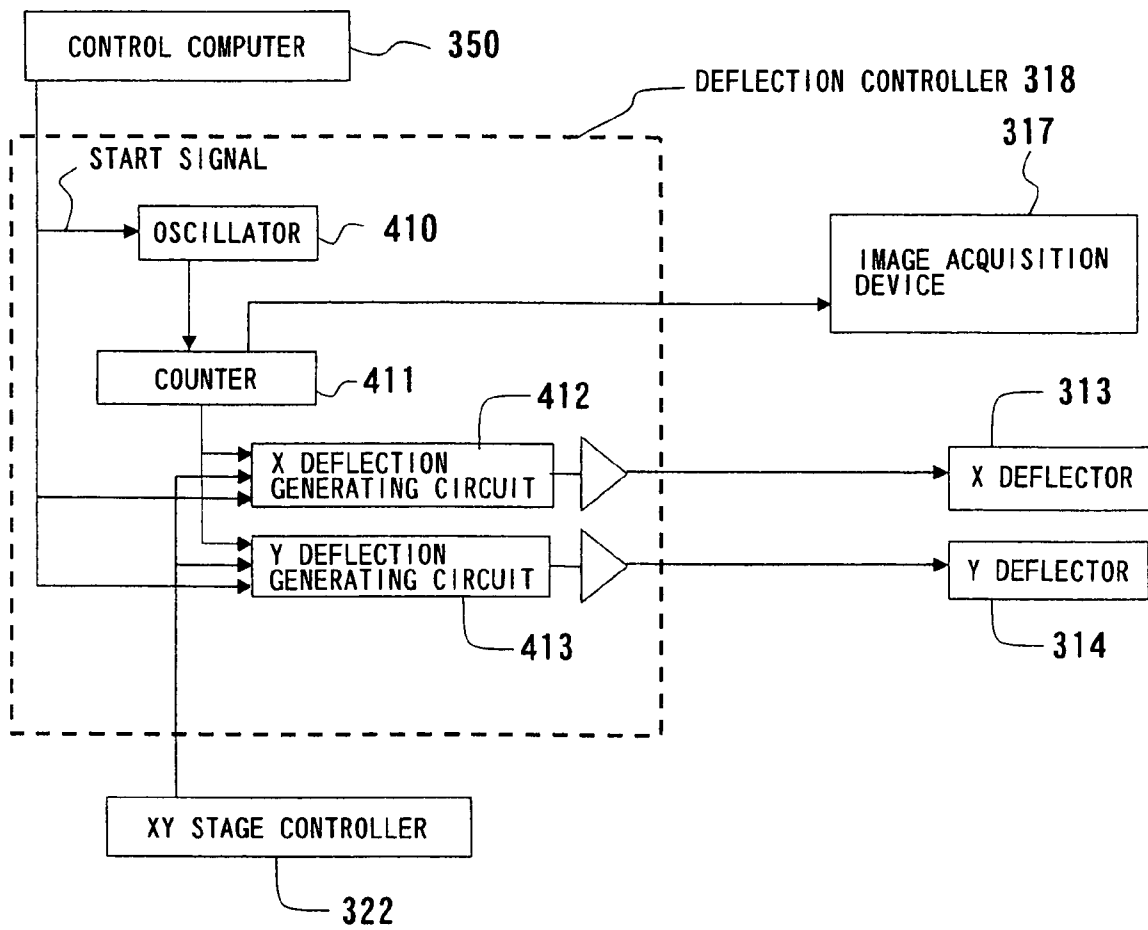 CONTROL COMPUTER
350
DEFLECTION CONTROLLER 318
317
START SIGNAL
OSCILLATOR
410
IMAGE ACQUISITION
DEVICE
COUNTER
411
412
313
X DEFLECTION
GENERATING CIRCUIT
X DEFLECTOR
Y DEFLECTION
GENERATING CIRCUIT
Y DEFLECTOR
413
314
XY STAGE CONTROLLER
322